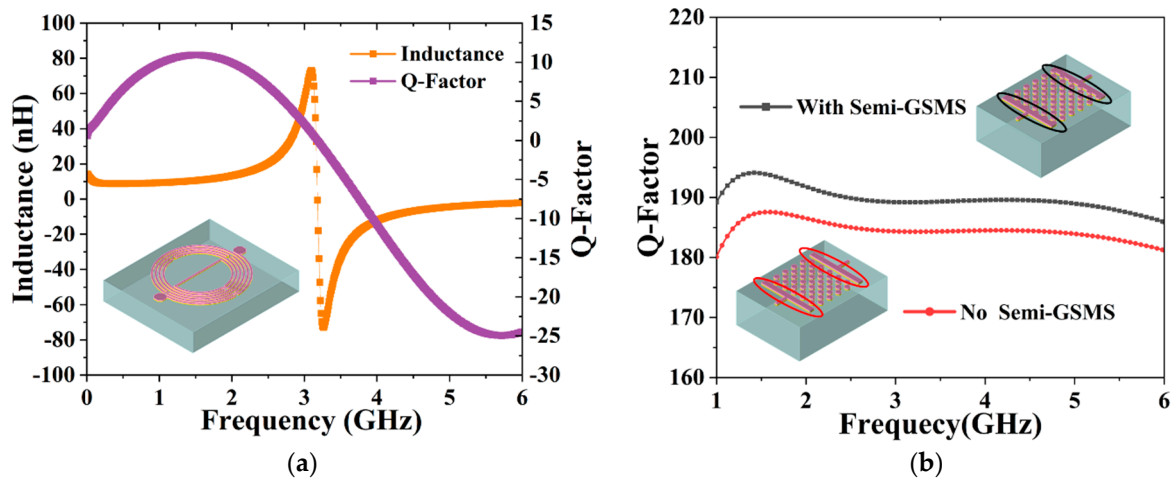 100
80
60
40
20
0
-20
-40
-60
-80
-100
Inductance (nH)
0 1 2 3 4 5 6
Frequency (GHz)
15
10
5
0
-5
-10
-15
-20
-25
-30
Q-Factor
Inductance
Q-Factor
(a)
220
210
200
190
180
170
160
Q-Factor
With Semi-GSMS
No Semi-GSMS
1 2 3 4 5 6
Frequecy(GHz)
(b)